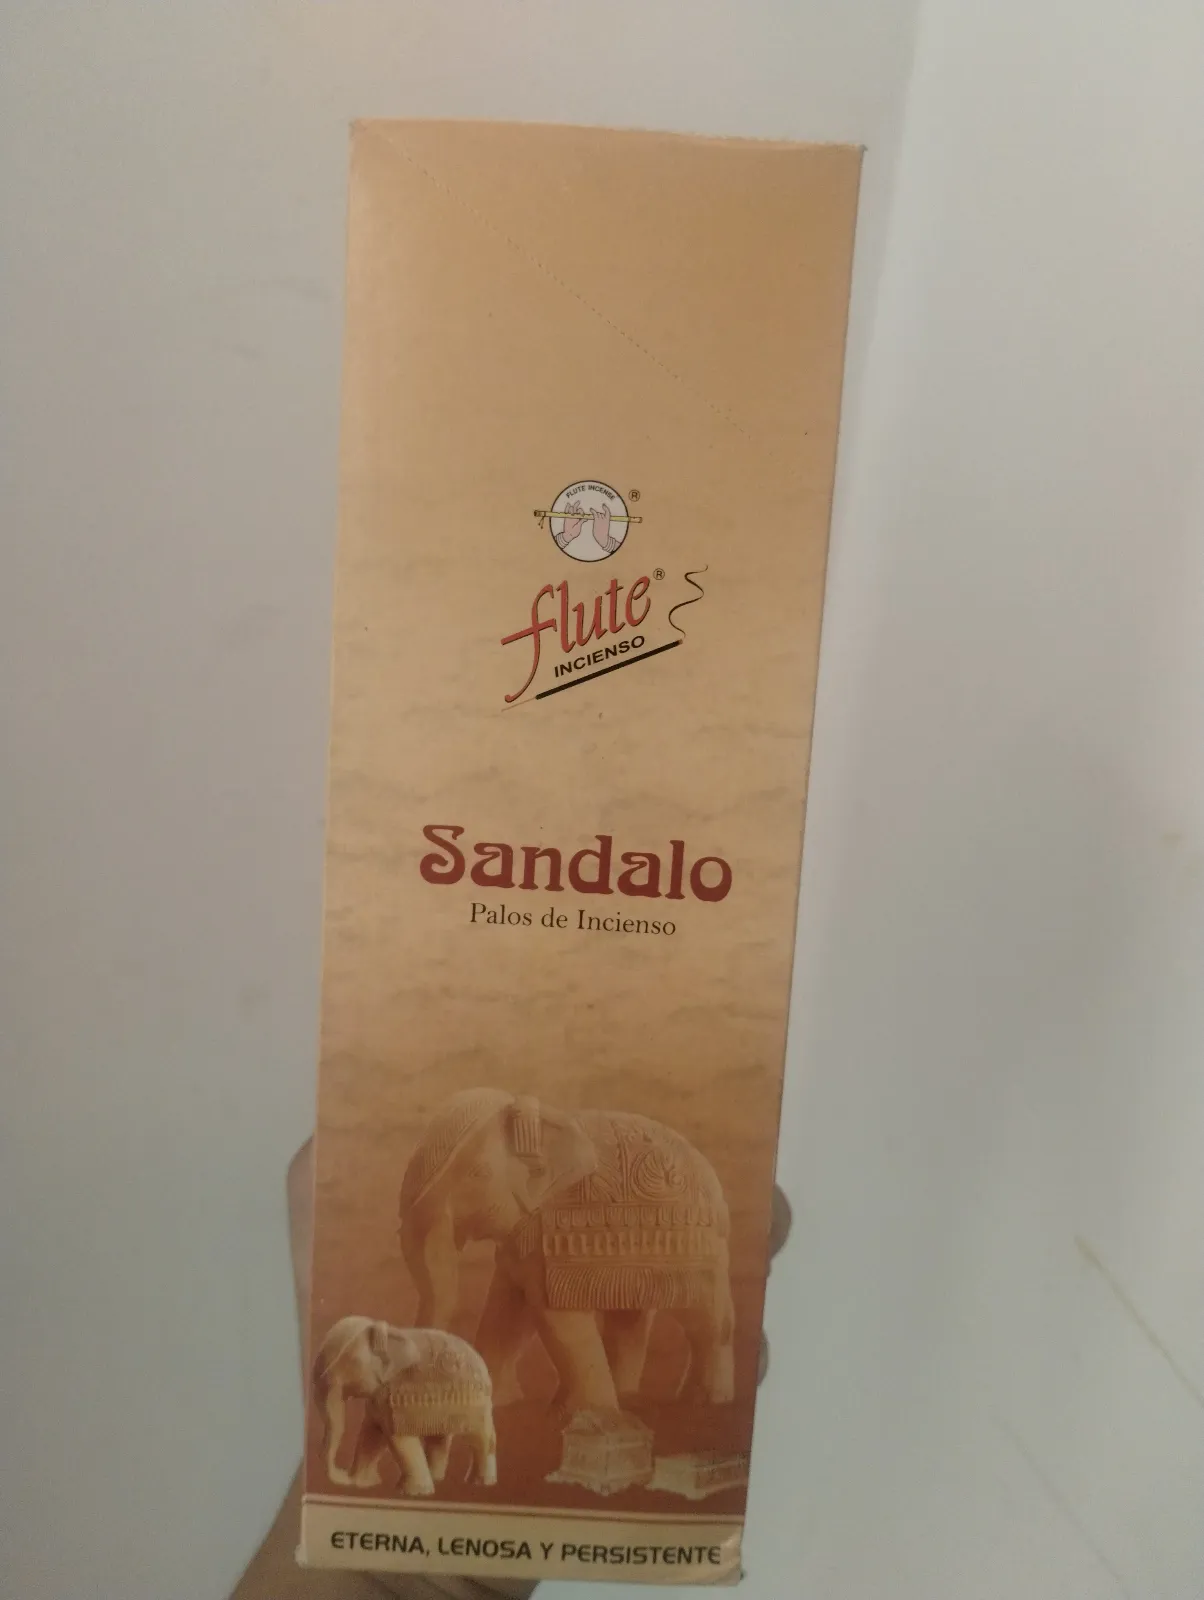 FLUTE INCENSE
®
flute®
INCIENSO
Sandalo
Palos de Incienso
ETERNA, LENOSA Y PERSISTENTE